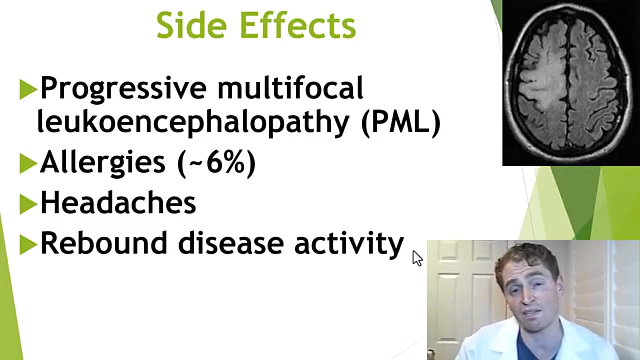 Side Effects
Progressive multifocal
leukoencephalopathy (PML)
Allergies (~6%)
Headaches
Rebound disease activity